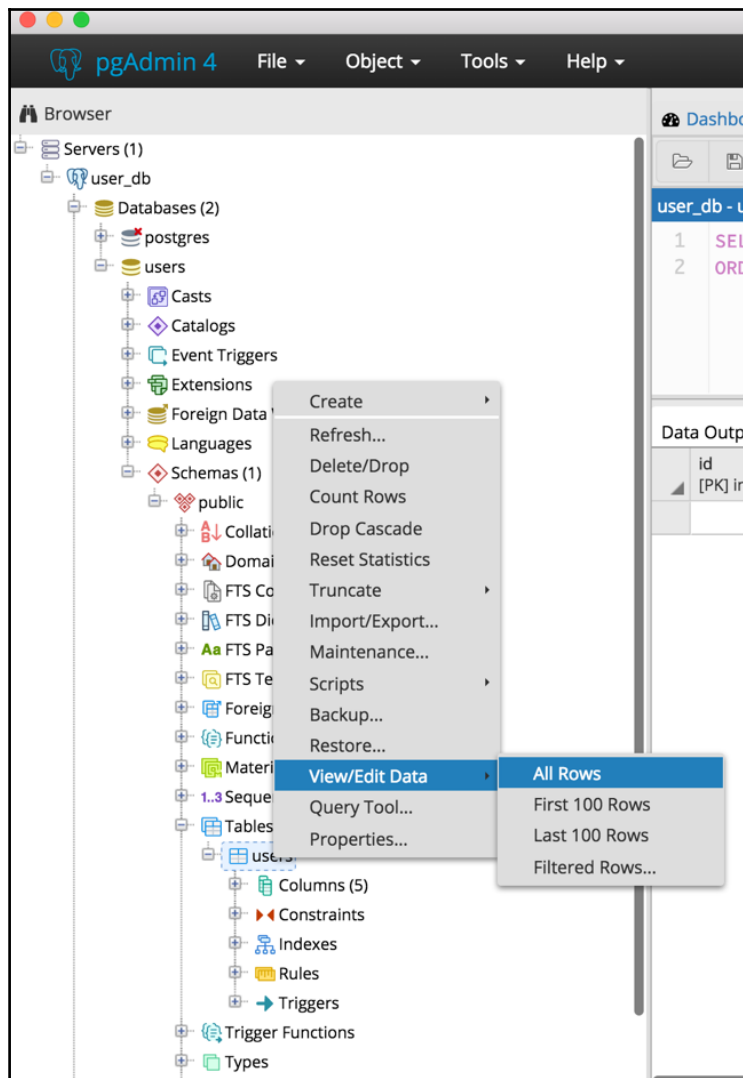 pgAdmin 4 File Object Tools Help
Browser
Servers (1)
user_db
Databases (2)
postgres
users
Casts
Catalogs
Event Triggers
Extensions
Foreign Data
Languages
Schemas (1)
public
Collati
Domai
FTS Co
FTS Di
Aa FTS Pa
FTS Te
Foreig
Functi
Materi
1..3 Seque
Tables
users
Columns (5)
Constraints
Indexes
Rules
Triggers
Trigger Functions
Types
Create
Refresh...
Delete/Drop
Count Rows
Drop Cascade
Reset Statistics
Truncate
Import/Export...
Maintenance...
Scripts
Backup...
Restore...
View/Edit Data
Query Tool...
Properties...
All Rows
First 100 Rows
Last 100 Rows
Filtered Rows...
Dashbo
user_db - u
1 SEL
2 ORD
Data Outp
id
[PK] in